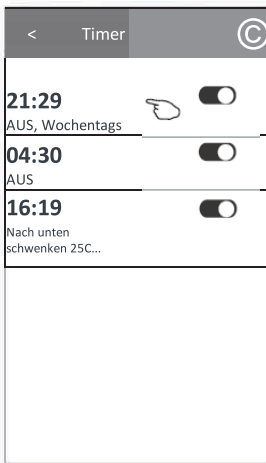 < Timer ©
21:29
AUS, Wochentags
04:30
AUS
16:19
Nach unten
schwenken 25C...